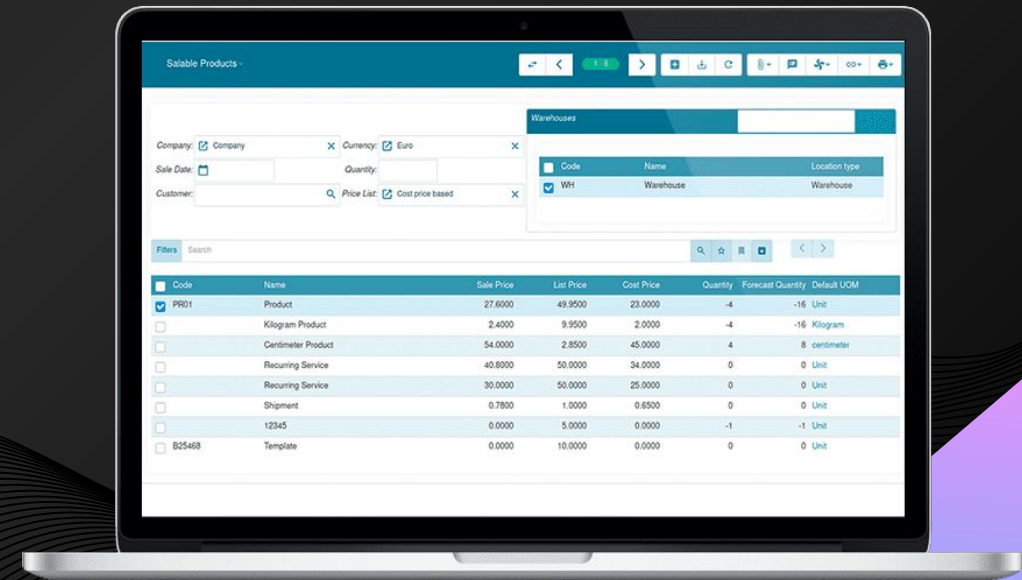 Salable Products
1 8
Warehouses
Company: Company Currency: Euro
Sale Date: Quantity:
Customer: Price List: Cost price based
Code Name Location type
WH Warehouse Warehouse
Filters Search
Code Name Sale Price List Price Cost Price Quantity Forecast Quantity Default UOM
PR01 Product 27.6000 49.9500 23.0000 -4 -16 Unit
Kilogram Product 2.4000 9.9500 2.0000 -4 -16 Kilogram
Centimeter Product 54.0000 2.8500 45.0000 4 8 centimeter
Recurring Service 40.8000 50.0000 34.0000 0 0 Unit
Recurring Service 30.0000 50.0000 25.0000 0 0 Unit
Shipment 0.7800 1.0000 0.6500 0 0 Unit
12345 0.0000 5.0000 0.0000 -1 -1 Unit
B25468 Template 0.0000 10.0000 0.0000 0 0 Unit